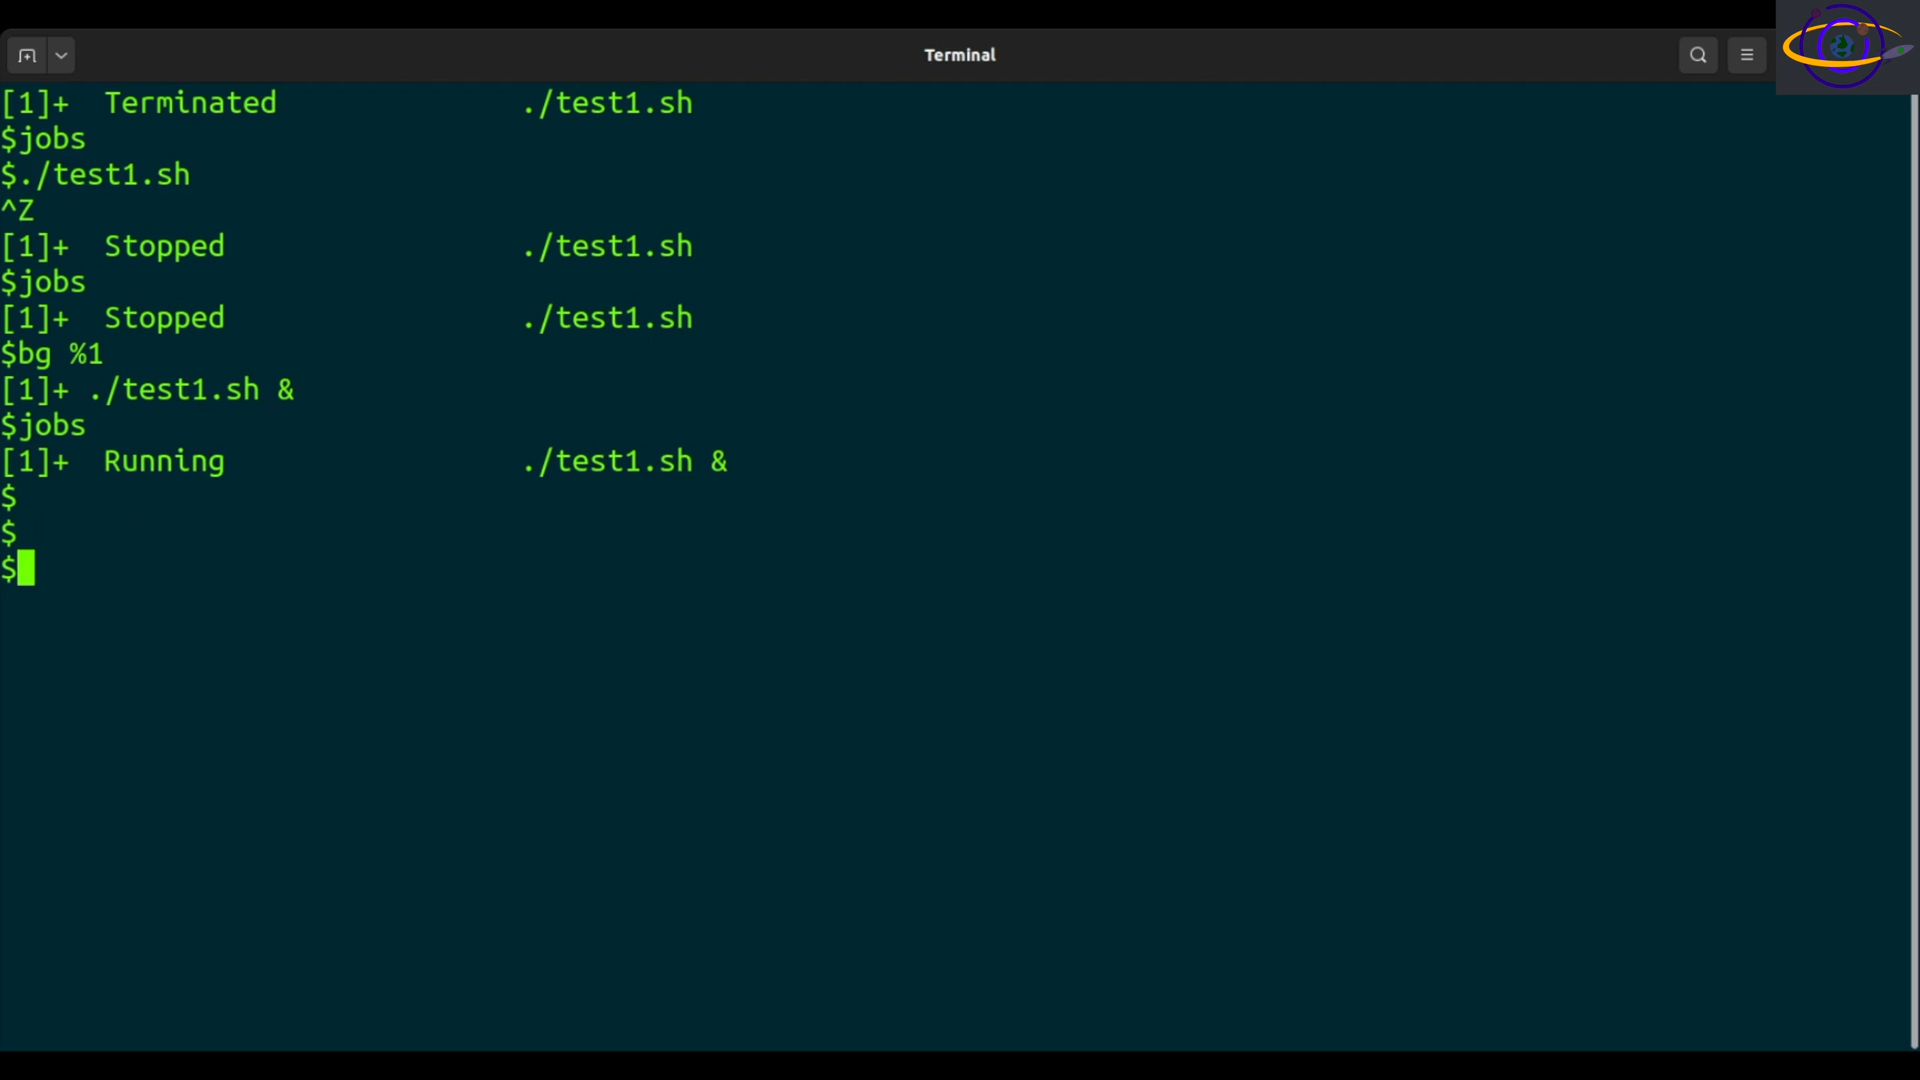 Terminal
[1]+  Terminated              ./test1.sh
$jobs
$./test1.sh
^Z
[1]+  Stopped                 ./test1.sh
$jobs
[1]+  Stopped                 ./test1.sh
$bg %1
[1]+ ./test1.sh &
$jobs
[1]+  Running                 ./test1.sh &
$
$
$